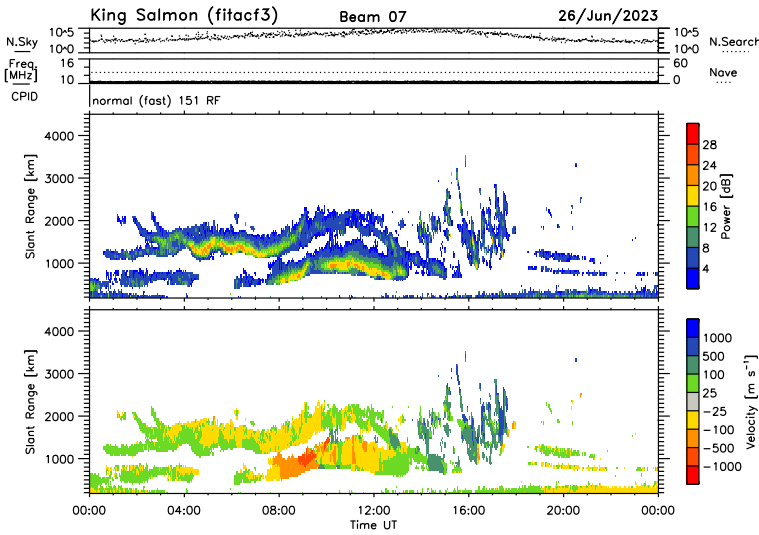 King Salmon (fitacf3) Beam 07 26/Jun/2023
N.Sky 10^5 10^0 10^5 10^0 N.Search
Freq. [MHz] 16 10 60 0 Nave
CPID normal (fast) 151 RF
Slant Range [km] 4000 3000 2000 1000
Power [dB] 28 24 20 16 12 8 4
Slant Range [km] 4000 3000 2000 1000
Velocity [m s⁻¹] 1000 500 100 25 −25 −100 −500 −1000
00:00 04:00 08:00 12:00 16:00 20:00 00:00
Time UT